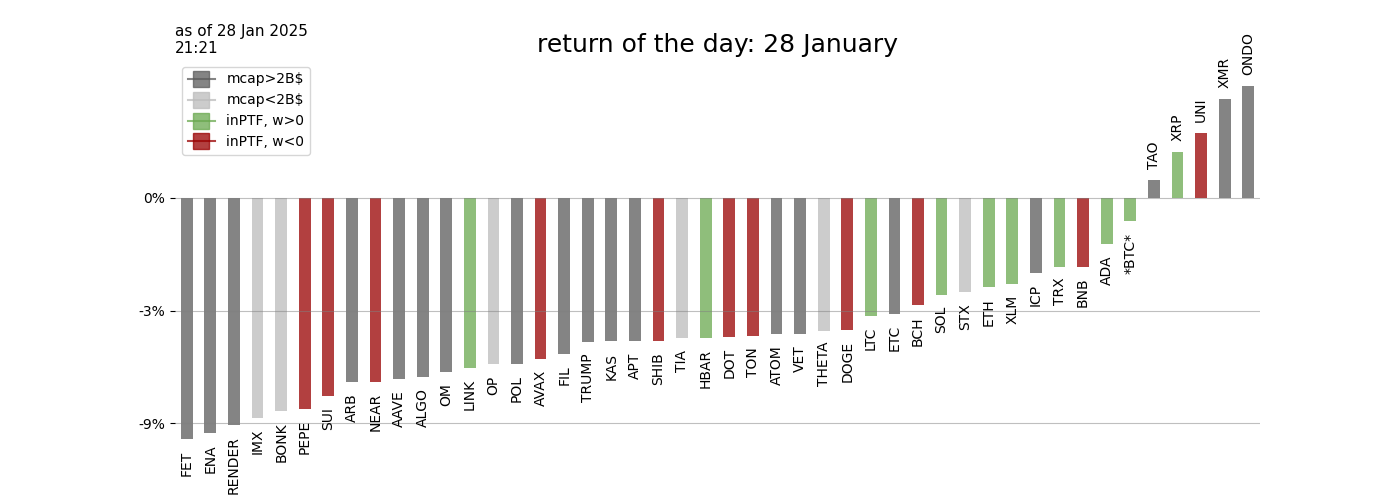 as of 28 Jan 2025
21:21
return of the day: 28 January
mcap>2B$
mcap<2B$
inPTF, w>0
inPTF, w<0
0%
-3%
-9%
FET
ENA
RENDER
IMX
BONK
PEPE
SUI
ARB
NEAR
AAVE
ALGO
OM
LINK
OP
POL
AVAX
FIL
TRUMP
KAS
APT
SHIB
TIA
HBAR
DOT
TON
ATOM
VET
THETA
DOGE
LTC
ETC
BCH
SOL
STX
ETH
XLM
ICP
TRX
BNB
ADA
*BTC*
TAO
XRP
UNI
XMR
ONDO